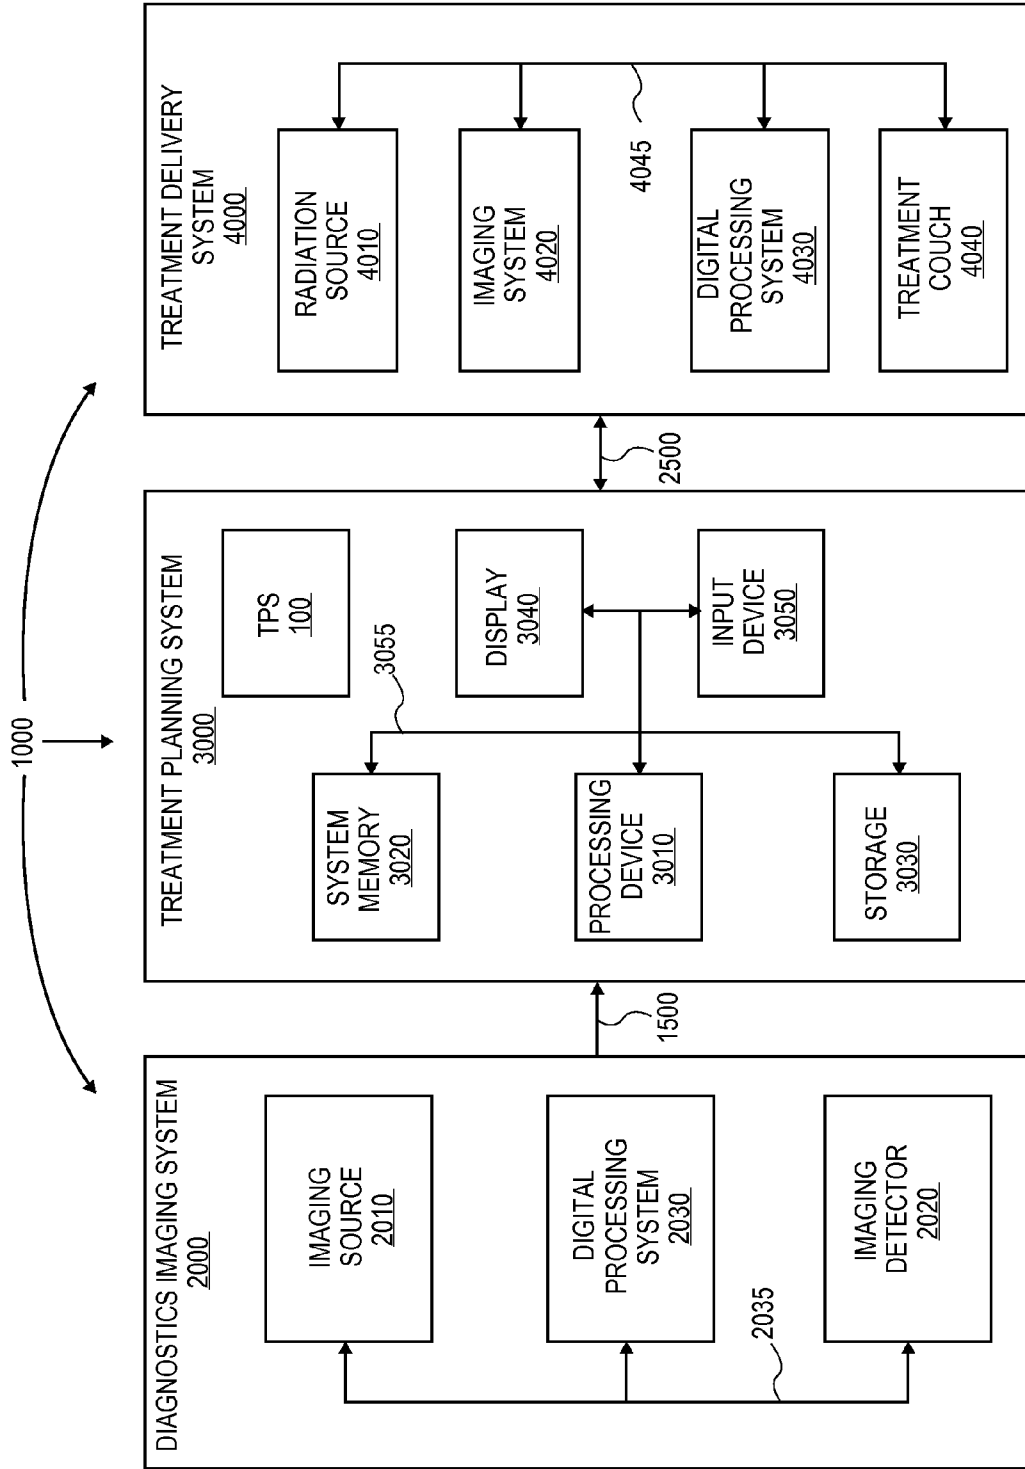 1000
DIAGNOSTICS IMAGING SYSTEM
2000
IMAGING
SOURCE
2010
DIGITAL
PROCESSING
SYSTEM
2030
IMAGING
DETECTOR
2020
2035
1500
TREATMENT PLANNING SYSTEM
3000
TPS
100
SYSTEM
MEMORY
3020
3055
DISPLAY
3040
PROCESSING
DEVICE
3010
INPUT
DEVICE
3050
STORAGE
3030
2500
TREATMENT DELIVERY
SYSTEM
4000
RADIATION
SOURCE
4010
IMAGING
SYSTEM
4020
DIGITAL
PROCESSING
SYSTEM
4030
TREATMENT
COUCH
4040
4045